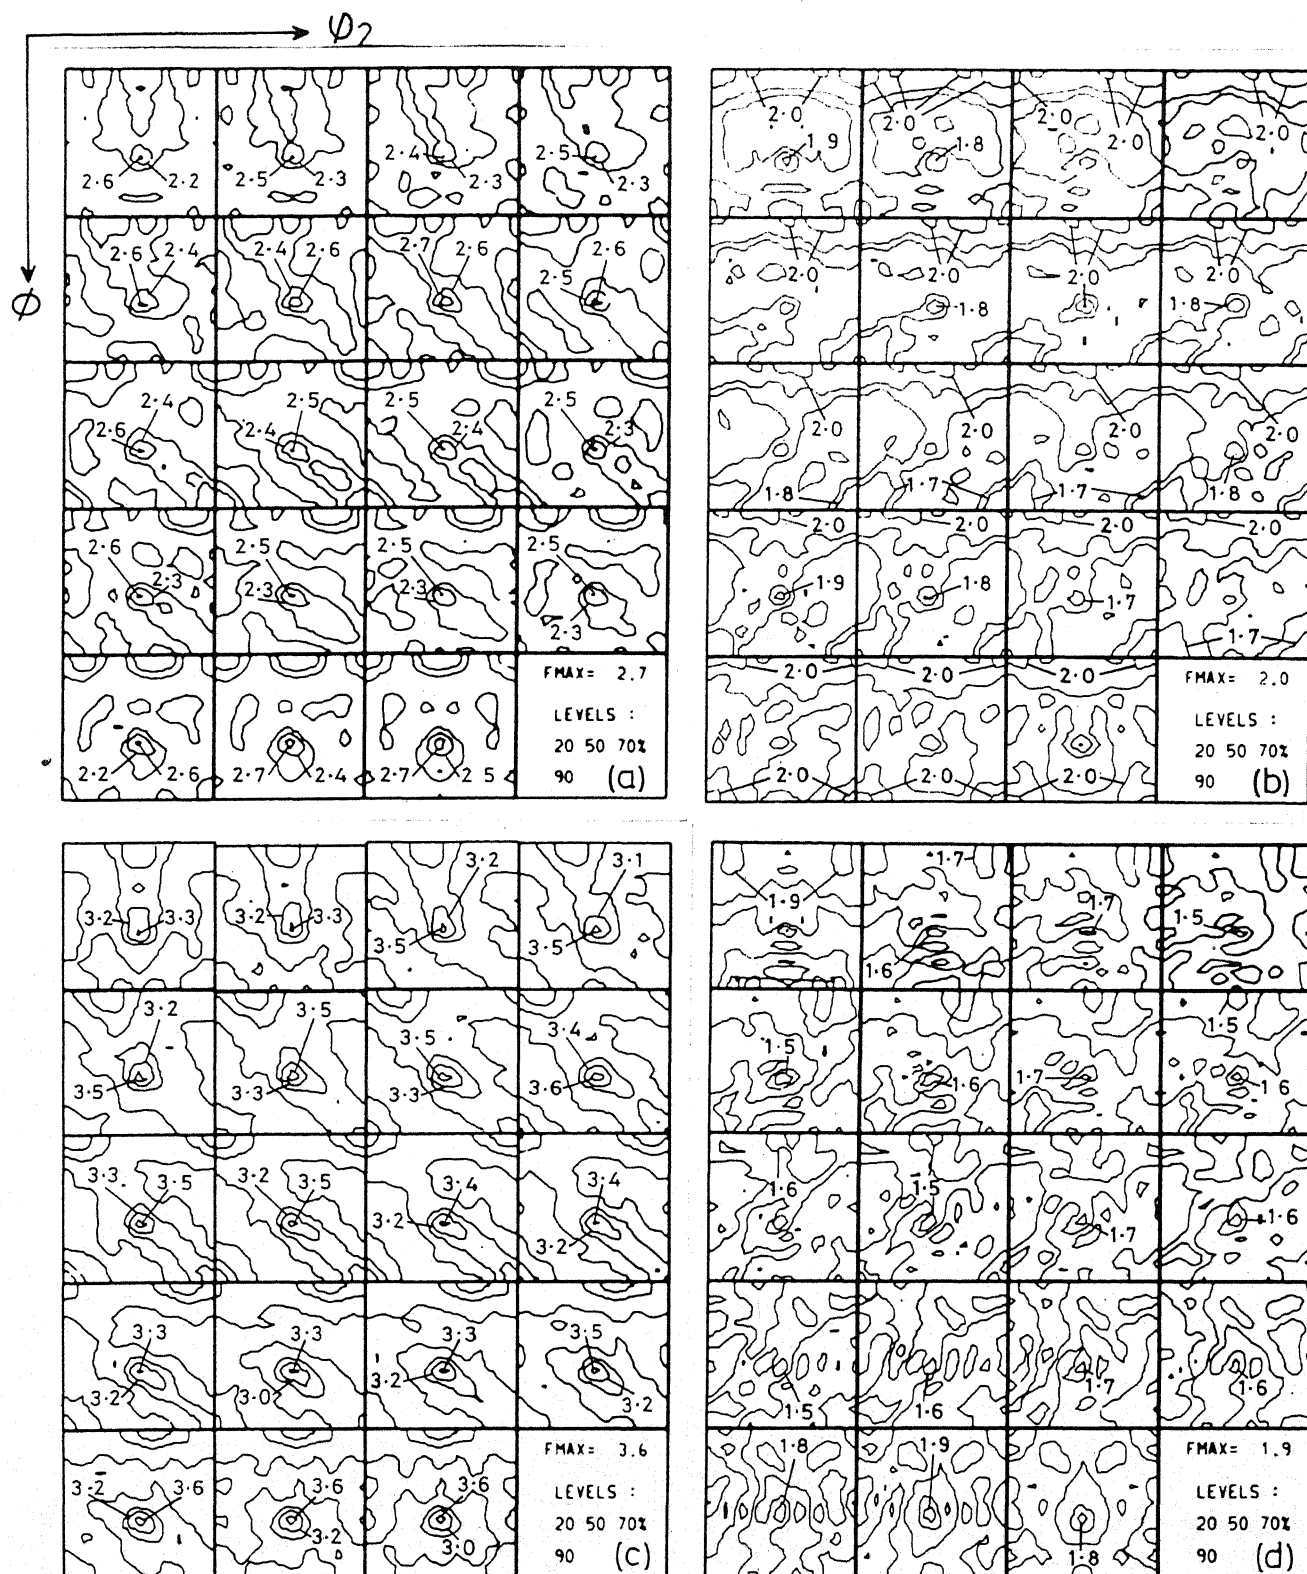 φ2
2.6 2.2 2.5 2.3 2.4 2.3 2.5 2.3
2.6 2.4 2.4 2.6 2.7 2.6 2.6 2.5
ϕ
2.4 2.6 2.5 2.4 2.5 2.4 2.5 2.3
2.6 2.3 2.5 2.3 2.5 2.3 2.5 2.3
2.2 2.6 2.7 2.4 2.7 2 5
FMAX= 2.7
LEVELS :
20 50 70%
90 (a)
2.0 1.9 2.0 1.8 2.0 2.0 2.0
2.0 2.0 1.8 2.0 2.0 1.8
2.0 1.8 2.0 1.7 2.0 1.7 2.0 1.8
2.0 1.9 2.0 1.8 2.0 1.7 2.0 1.7
2.0 2.0 2.0 2.0 2.0
FMAX= 2.0
LEVELS :
20 50 70%
90 (b)
3.2 3.3 3.2 3.3 3.2 3.5 3.1 3.5
3.2 3.5 3.5 3.3 3.5 3.3 3.4 3.6
3.3 3.5 3.2 3.5 3.4 3.2 3.4 3.2
3.3 3.2 3.3 3.0 3.3 3.2 3.5 3.2
3.2 3.6 3.6 3.2 3.6 3.0
FMAX= 3.6
LEVELS :
20 50 70%
90 (c)
1.9 1.7 1.6 1.7 1.5
1.5 1.6 1.7 1.5 1.6
1.6 1.5 1.7 1.6
1.5 1.6 1.7 1.6
1.8 1.9 1.8
FMAX= 1.9
LEVELS :
20 50 70%
90 (d)